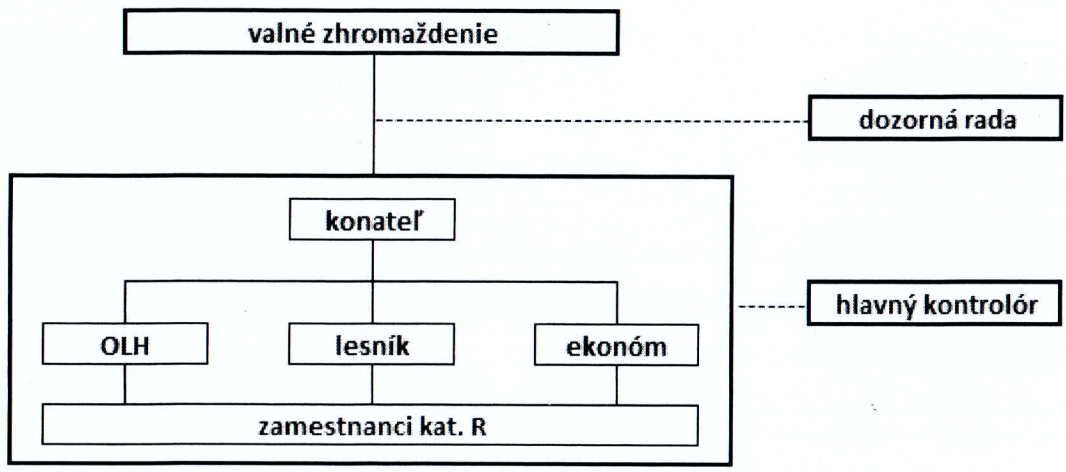 valné zhromaždenie
dozorná rada
konateľ
hlavný kontrolór
OLH
lesník
ekonóm
zamestnanci kat. R